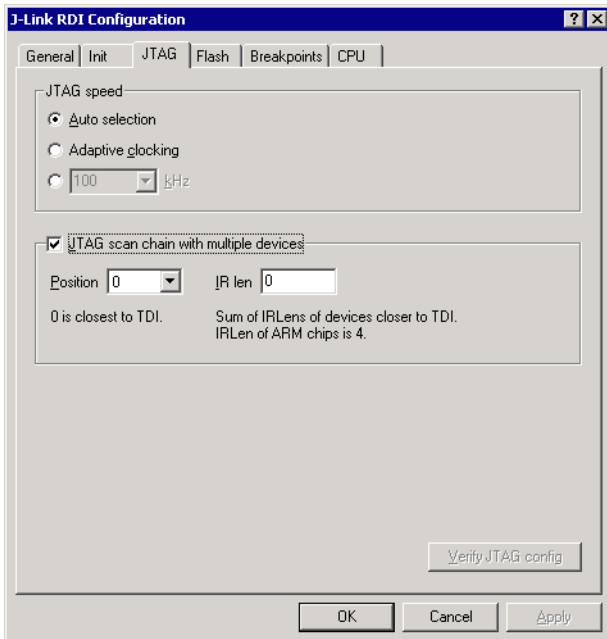 J-Link RDI Configuration
General Init JTAG Flash Breakpoints CPU
JTAG speed
Auto selection
Adaptive clocking
100 kHz
JTAG scan chain with multiple devices
Position 0 IR len 0
0 is closest to TDI. Sum of IRLens of devices closer to TDI.
IRLen of ARM chips is 4.
Verify JTAG config
OK Cancel Apply